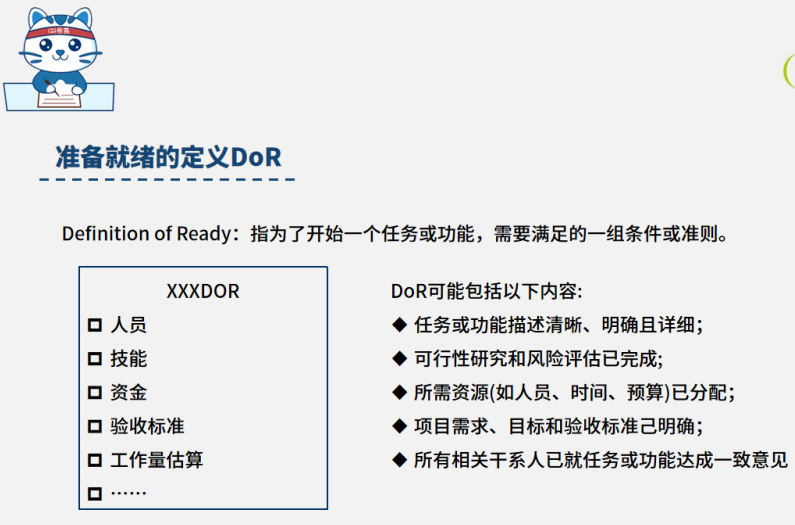 准备就绪的定义DoR
Definition of Ready：指为了开始一个任务或功能，需要满足的一组条件或准则。
XXXDOR
人员
技能
资金
验收标准
工作量估算
……
DoR可能包括以下内容:
◆ 任务或功能描述清晰、明确且详细；
◆ 可行性研究和风险评估已完成;
◆ 所需资源(如人员、时间、预算)已分配；
◆ 项目需求、目标和验收标准己明确；
◆ 所有相关干系人已就任务或功能达成一致意见